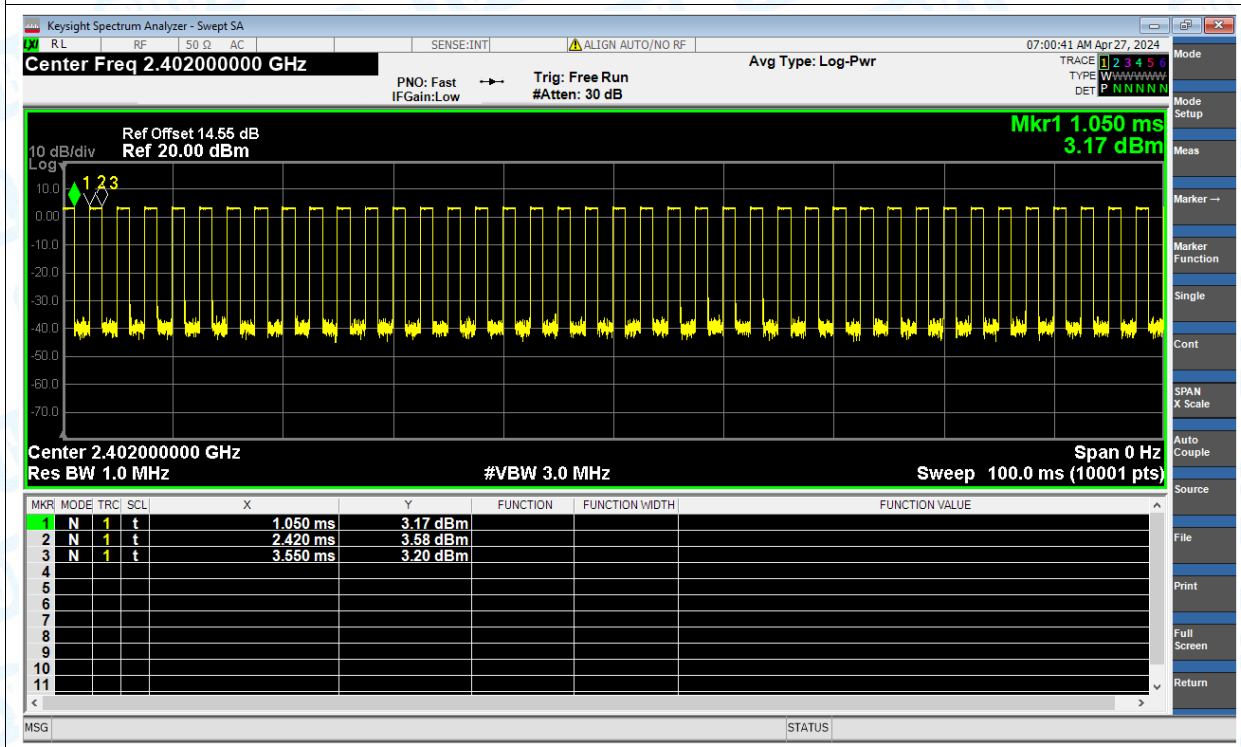 Keysight Spectrum Analyzer - Swept SA
LXI RL RF 50 Ω AC SENSE:INT ALIGN AUTO/NO RF 07:00:41 AM Apr 27, 2024
Center Freq 2.402000000 GHz
PNO: Fast
IFGain:Low
Trig: Free Run
#Atten: 30 dB
Avg Type: Log-Pwr
TRACE 1 2 3 4 5 6
TYPE WWWWWW
DET P N N N N N
Mkr1 1.050 ms
3.17 dBm
Ref Offset 14.55 dB
10 dB/div Ref 20.00 dBm
Log
1 2 3
10.0
0.00
-10.0
-20.0
-30.0
-40.0
-50.0
-60.0
-70.0
Center 2.402000000 GHz Span 0 Hz
Res BW 1.0 MHz #VBW 3.0 MHz Sweep 100.0 ms (10001 pts)
MKR MODE TRC SCL X Y FUNCTION FUNCTION WIDTH FUNCTION VALUE
1 N 1 t 1.050 ms 3.17 dBm
2 N 1 t 2.420 ms 3.58 dBm
3 N 1 t 3.550 ms 3.20 dBm
4
5
6
7
8
9
10
11
MSG STATUS
Mode
Mode Setup
Meas
Marker →
Marker Function
Single
Cont
SPAN X Scale
Auto Couple
Source
File
Print
Full Screen
Return